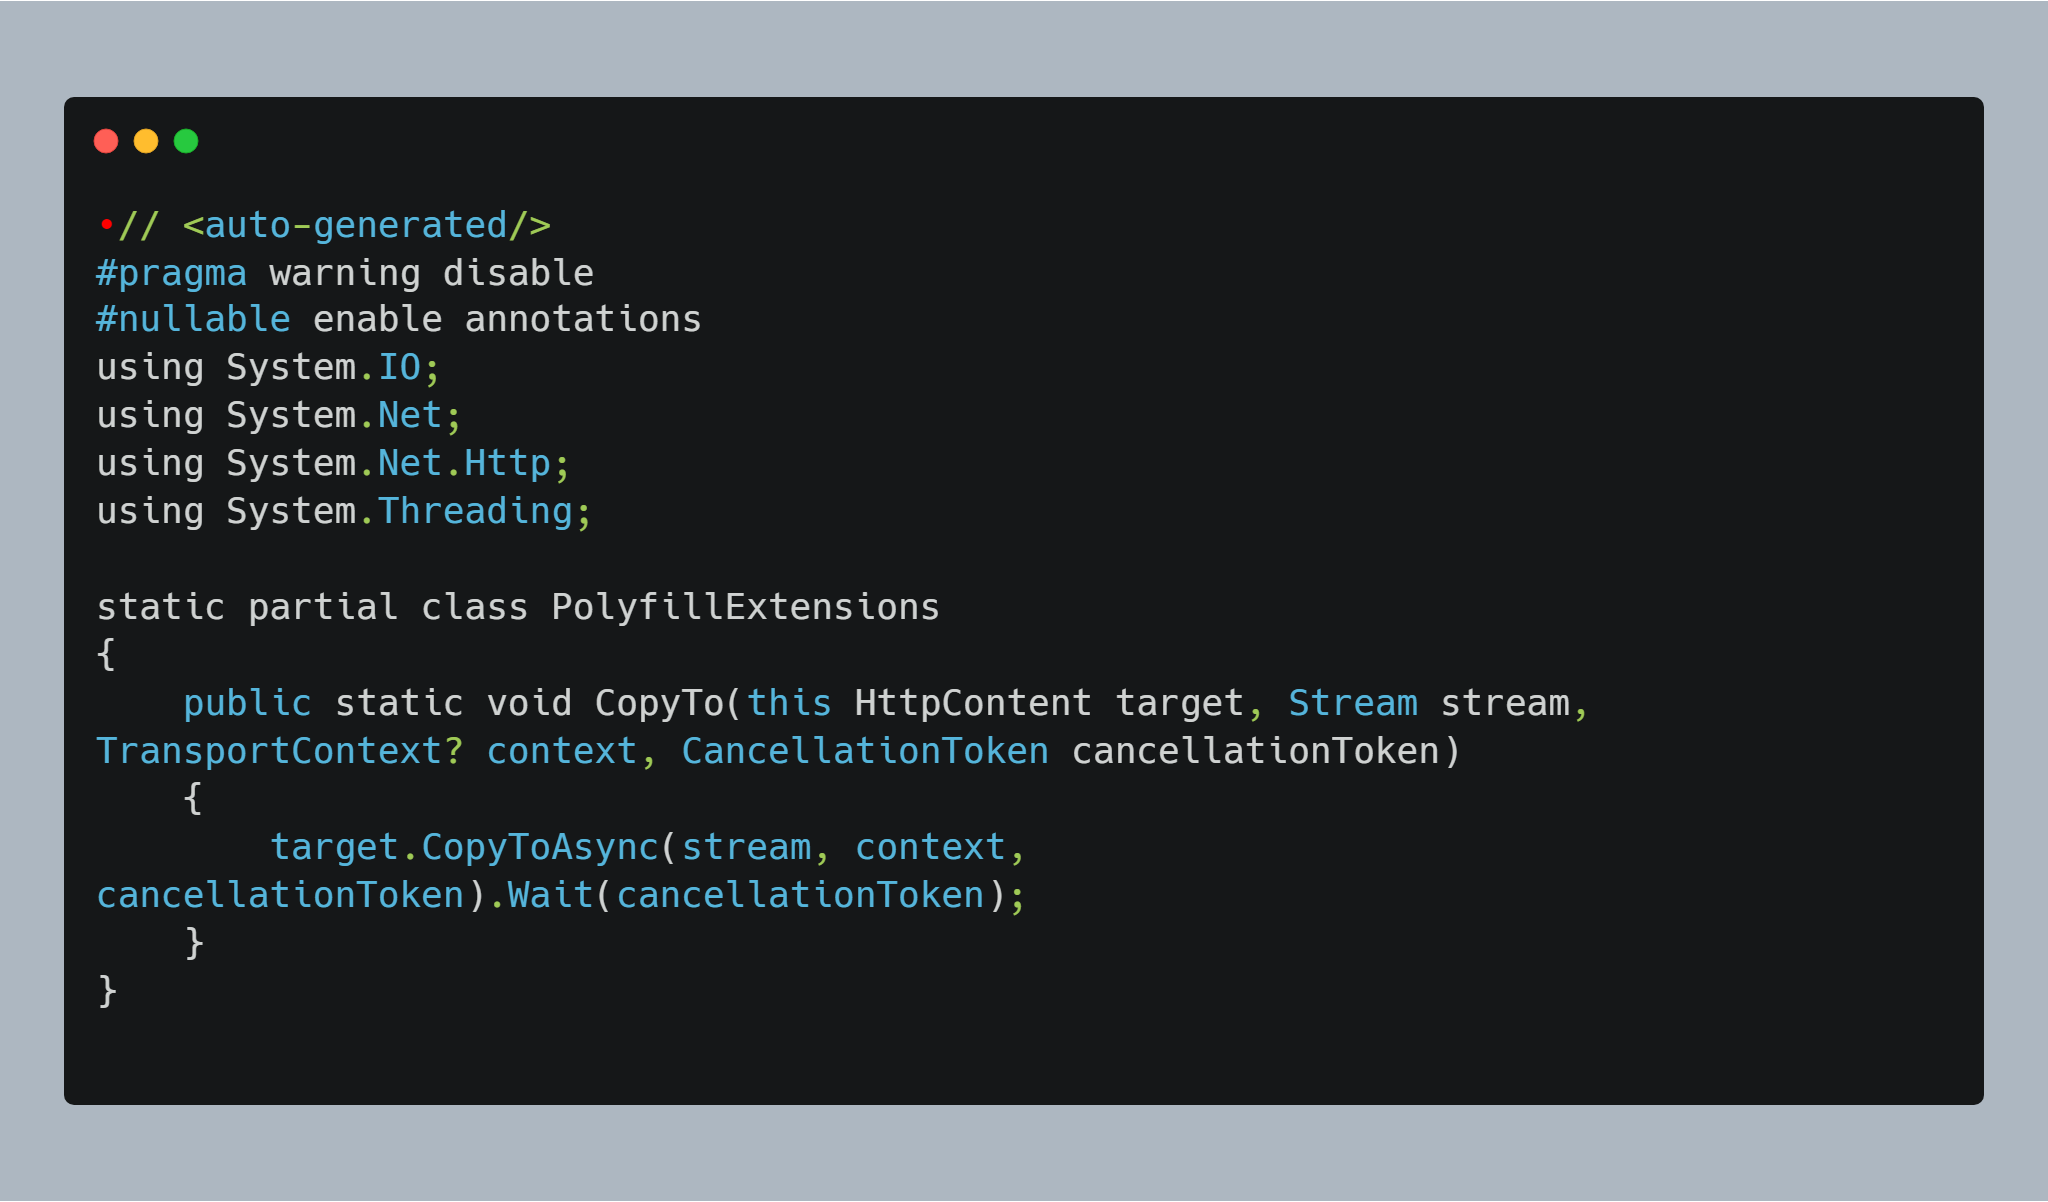 •// <auto-generated/>
#pragma warning disable
#nullable enable annotations
using System.IO;
using System.Net;
using System.Net.Http;
using System.Threading;

static partial class PolyfillExtensions
{
    public static void CopyTo(this HttpContent target, Stream stream,
TransportContext? context, CancellationToken cancellationToken)
    {
        target.CopyToAsync(stream, context,
cancellationToken).Wait(cancellationToken);
    }
}